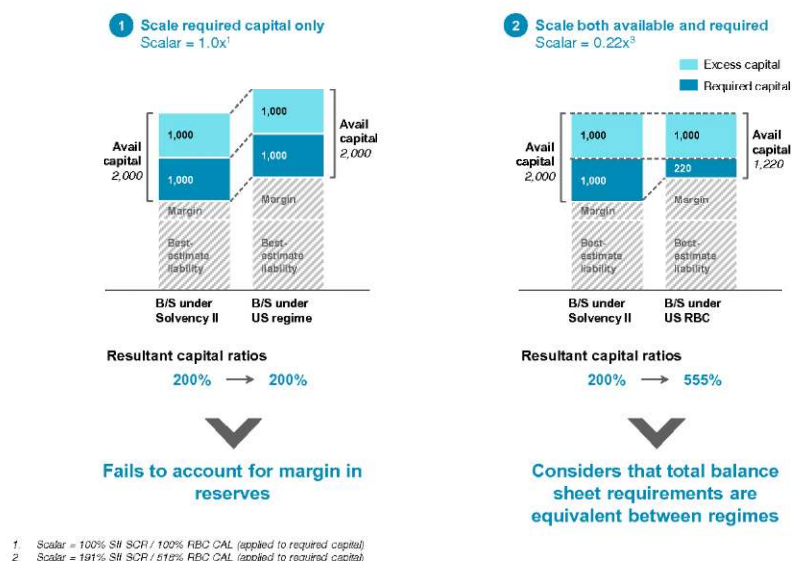 1 Scale required capital only
Scalar = 1.0x¹
1,000
1,000
Avail
capital
2,000
1,000
1,000
Avail
capital
2,000
Margin
Margin
Best-
estimate
liability
Best-
estimate
liability
B/S under
Solvency II
B/S under
US regime
Resultant capital ratios
200% → 200%
Fails to account for margin in
reserves
2 Scale both available and required
Scalar = 0.22x³
Excess capital
Required capital
1,000
1,000
Avail
capital
2,000
1,000
220
Avail
capital
1,220
Margin
Margin
Best-
estimate
liability
Best-
estimate
liability
B/S under
Solvency II
B/S under
US RBC
Resultant capital ratios
200% → 555%
Considers that total balance
sheet requirements are
equivalent between regimes
1. Scalar = 100% SII SCR / 100% RBC CAL (applied to required capital)
2 Scalar = 191% SII SCR / 518% RBC CAL (applied to required capital)